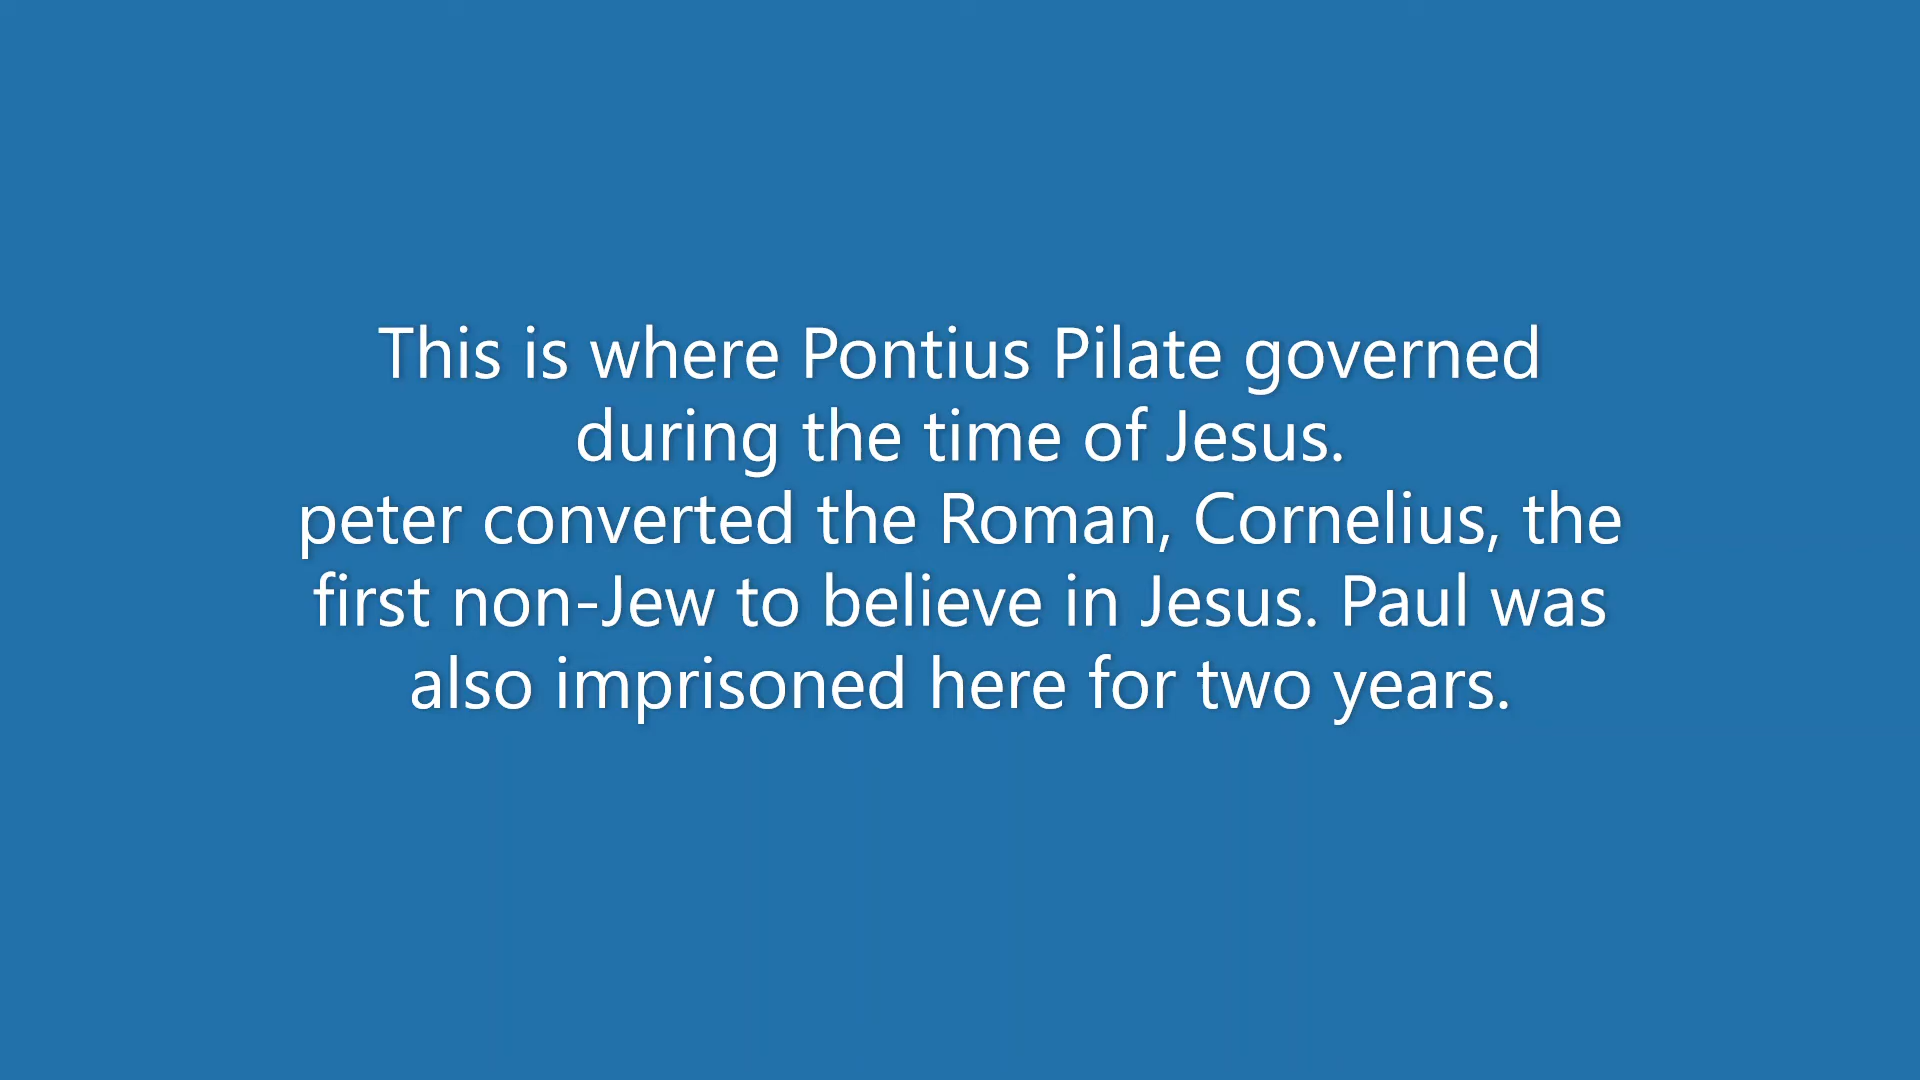 This is where Pontius Pilate governed
during the time of Jesus.
peter converted the Roman, Cornelius, the
first non-Jew to believe in Jesus. Paul was
also imprisoned here for two years.